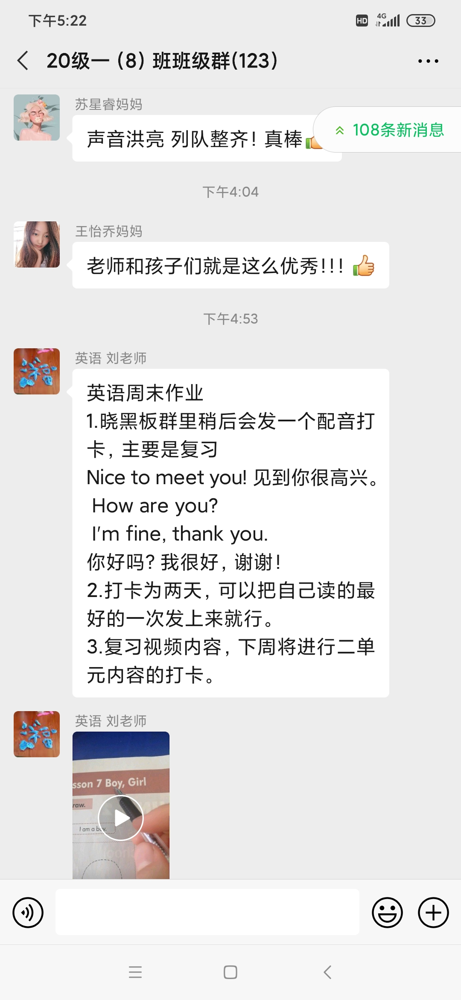 下午5:22
HD 4G 33
20级一（8）班班级群(123)
苏星睿妈妈
声音洪亮 列队整齐！真棒
108条新消息
下午4:04
王怡乔妈妈
老师和孩子们就是这么优秀!!!
下午4:53
英语 刘老师
英语周末作业
1.晓黑板群里稍后会发一个配音打
卡，主要是复习
Nice to meet you! 见到你很高兴。
How are you?
I'm fine, thank you.
你好吗？我很好，谢谢！
2.打卡为两天，可以把自己读的最
好的一次发上来就行。
3.复习视频内容，下周将进行二单
元内容的打卡。
英语 刘老师
sson 7 Boy, Girl
raw.
I am a boy.